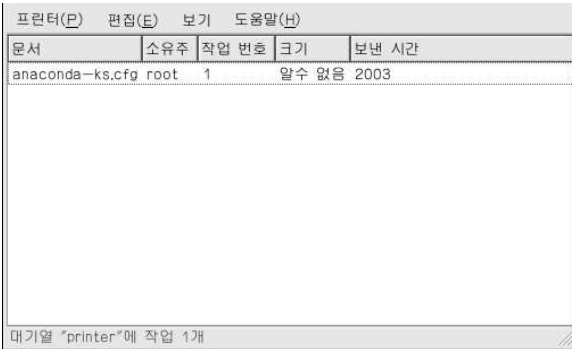 프린터(P) 편집(E) 보기 도움말(H)
문서 소유주 작업 번호 크기 보낸 시간
anaconda-ks.cfg root 1 알수 없음 2003
대기열 "printer"에 작업 1개